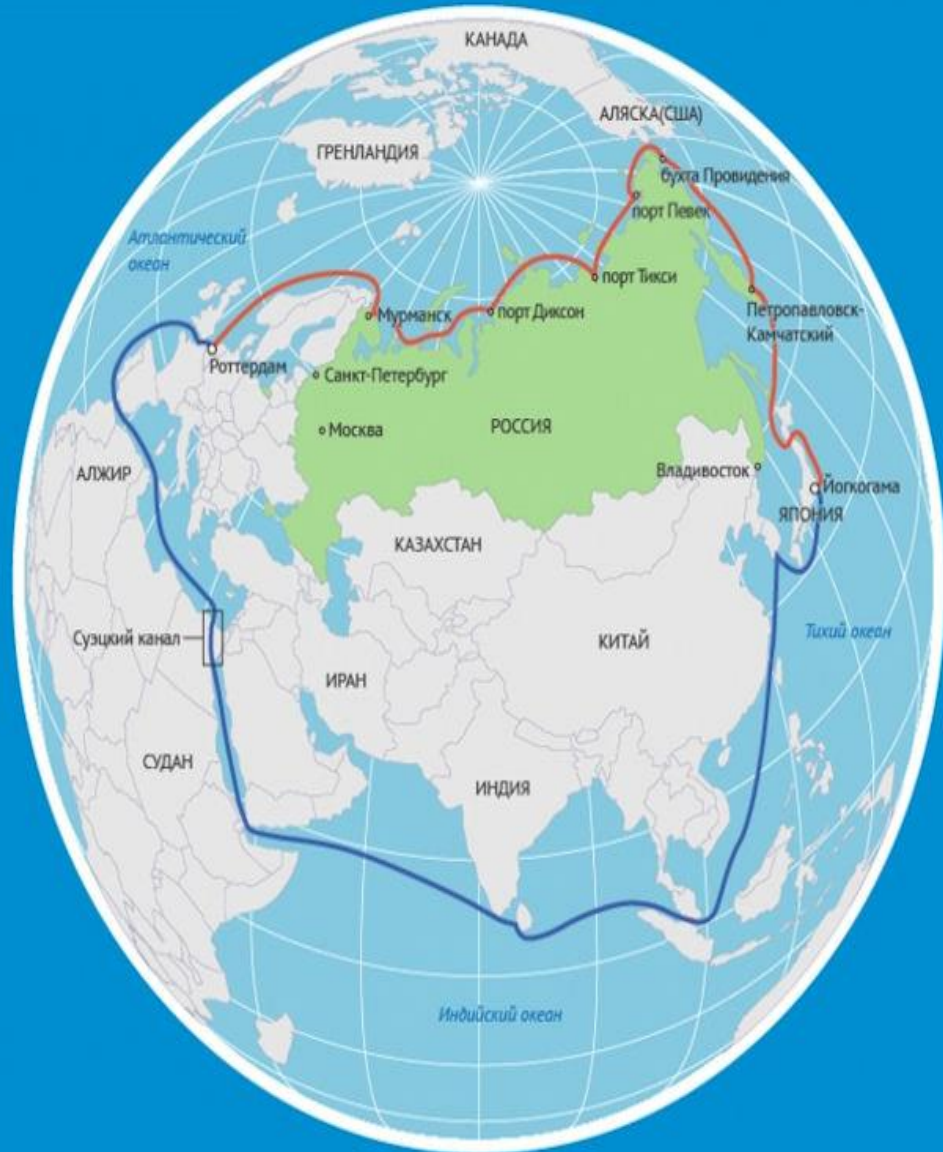 КАНАДА
АЛЯСКА(США)
ГРЕНЛАНДИЯ
бухта Провидения
порт Певек
Атлантический
океан
порт Тикси
Мурманск
порт Диксон
Петропавловск-
Камчатский
Роттердам
Санкт-Петербург
Москва
РОССИЯ
АЛЖИР
Владивосток
Йогкогама
ЯПОНИЯ
КАЗАХСТАН
Суэцкий канал
КИТАЙ
Тихий океан
ИРАН
СУДАН
ИНДИЯ
Индийский океан